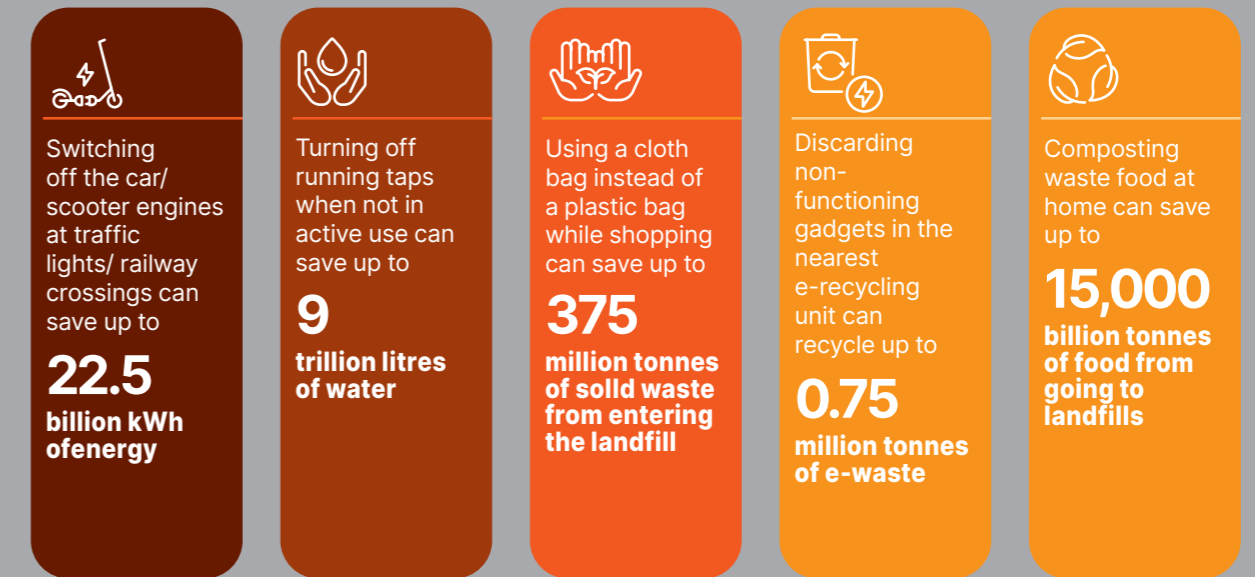 Switching
off the car/
scooter engines
at traffic
lights/ railway
crossings can
save up to
22.5
billion kWh
ofenergy
Turning off
running taps
when not in
active use can
save up to
9
trillion litres
of water
Using a cloth
bag instead of
a plastic bag
while shopping
can save up to
375
million tonnes
of solld waste
from entering
the landfill
Discarding
non-
functioning
gadgets in the
nearest
e-recycling
unit can
recycle up to
0.75
million tonnes
of e-waste
Composting
waste food at
home can save
up to
15,000
billion tonnes
of food from
going to
landfills